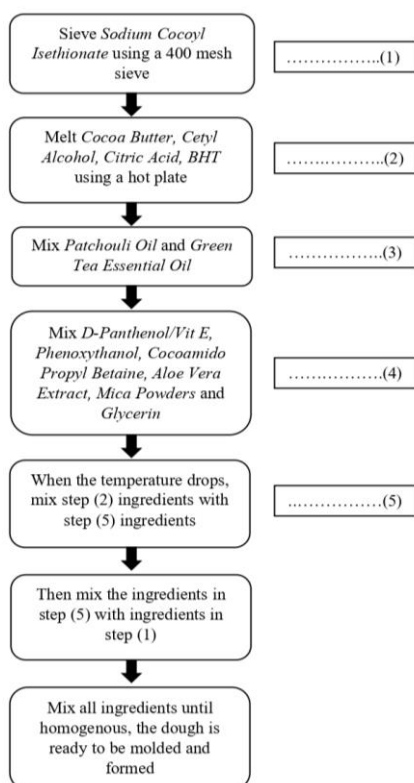 Sieve Sodium Cocoyl
Isethionate using a 400 mesh
sieve
……………..(1)
Melt Cocoa Butter, Cetyl
Alcohol, Citric Acid, BHT
using a hot plate
…….………..(2)
Mix Patchouli Oil and Green
Tea Essential Oil
……………..(3)
Mix D-Panthenol/Vit E,
Phenoxythanol, Cocoamido
Propyl Betaine, Aloe Vera
Extract, Mica Powders and
Glycerin
…….……….(4)
When the temperature drops,
mix step (2) ingredients with
step (5) ingredients
..……………(5)
Then mix the ingredients in
step (5) with ingredients in
step (1)
Mix all ingredients until
homogenous, the dough is
ready to be molded and
formed